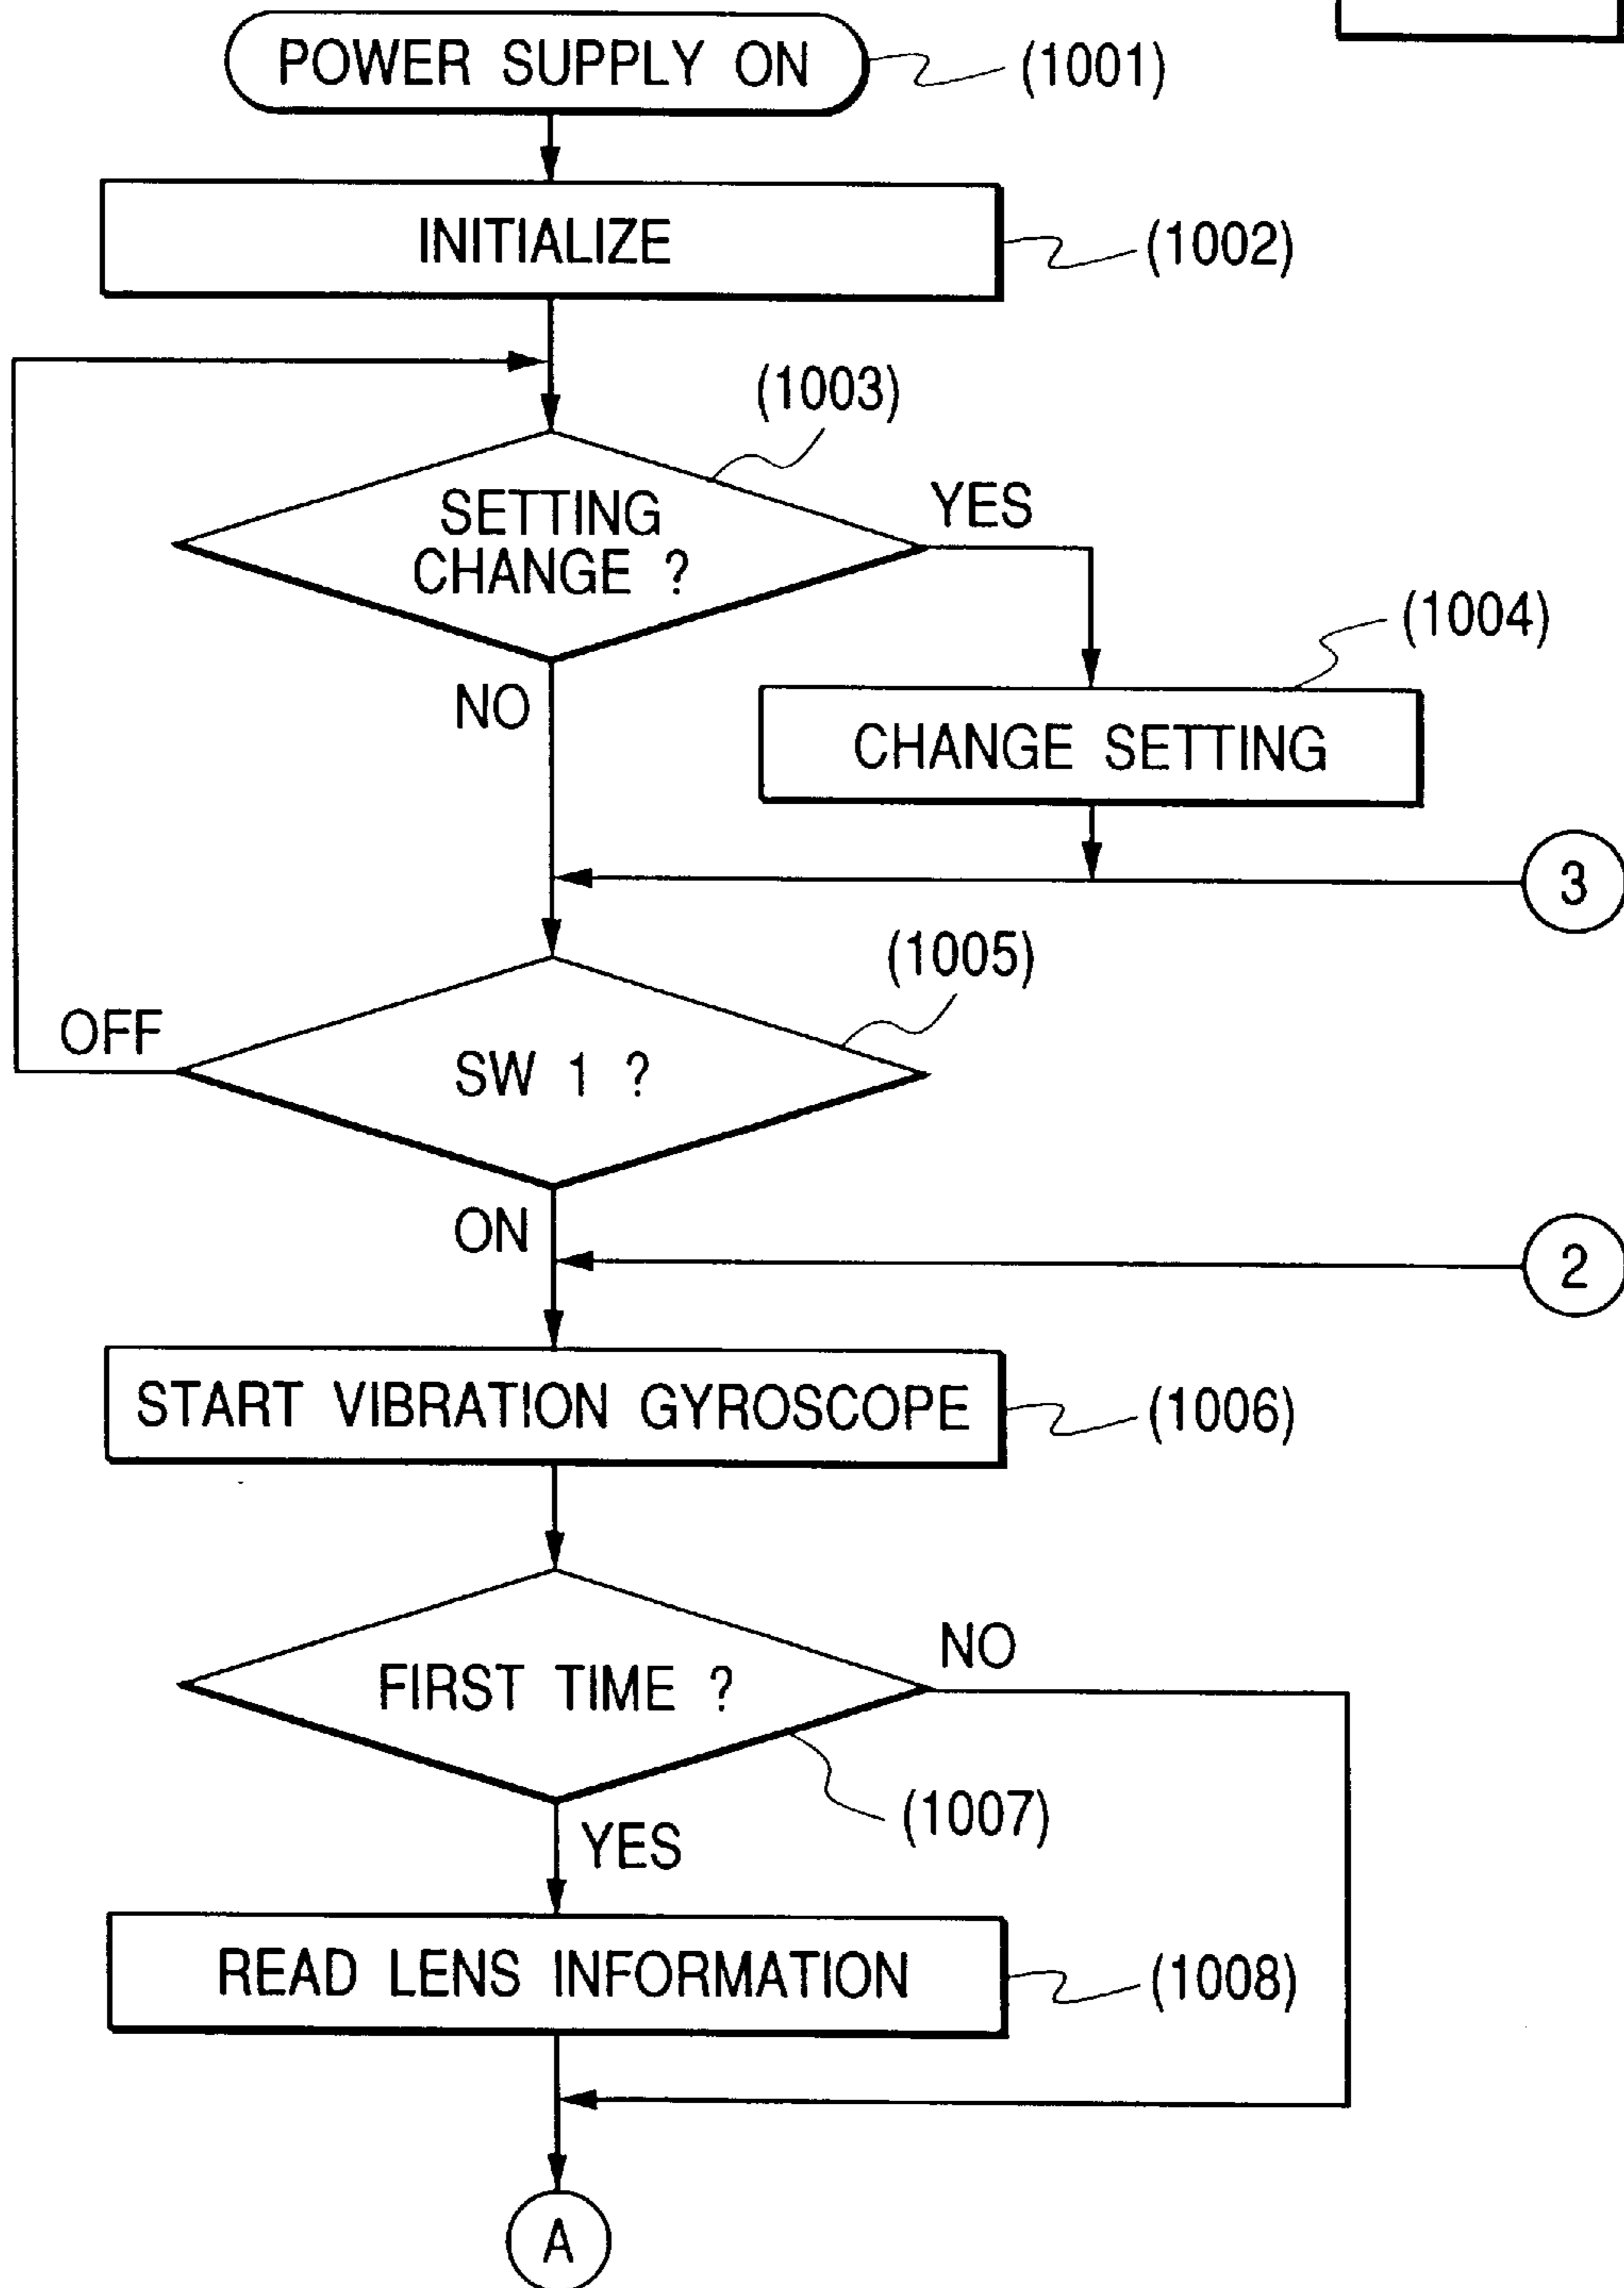 POWER SUPPLY ON
(1001)
INITIALIZE
(1002)
(1003)
SETTING
CHANGE ?
YES
(1004)
NO
CHANGE SETTING
3
(1005)
OFF
SW 1 ?
ON
2
START VIBRATION GYROSCOPE
(1006)
NO
FIRST TIME ?
(1007)
YES
READ LENS INFORMATION
(1008)
A